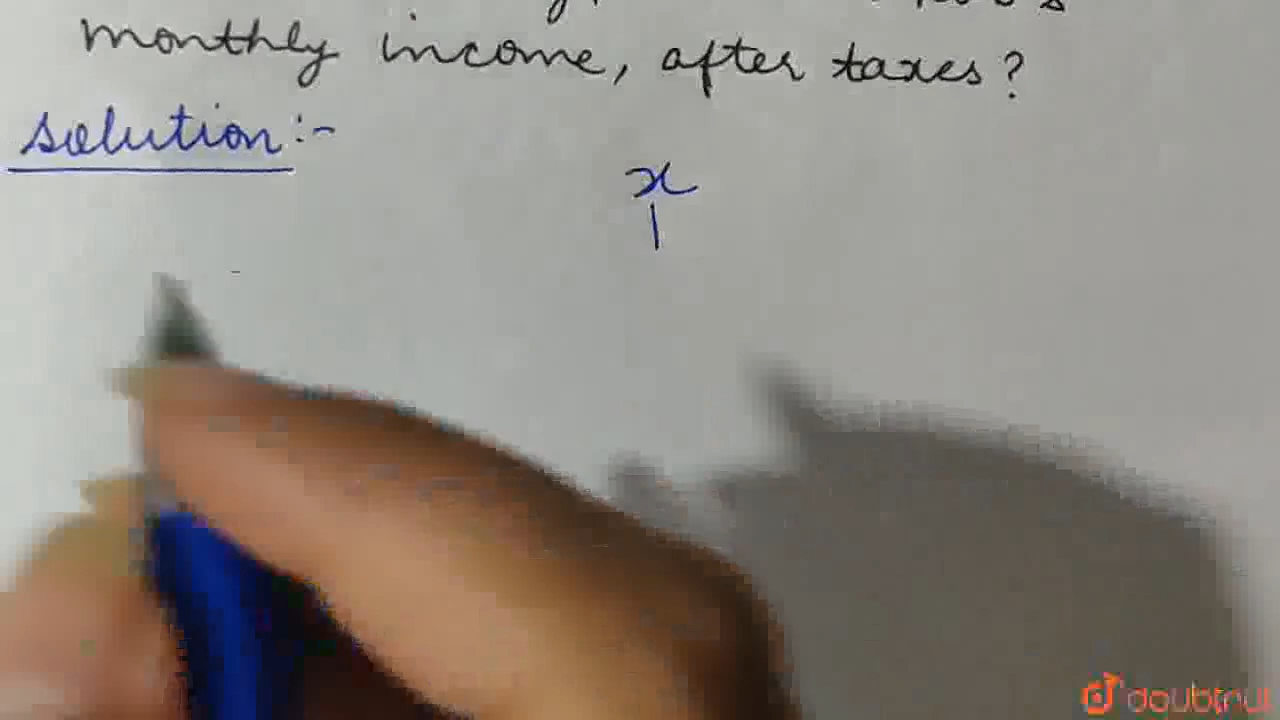 monthly income, after taxes?
solution:-
x
doubtnut